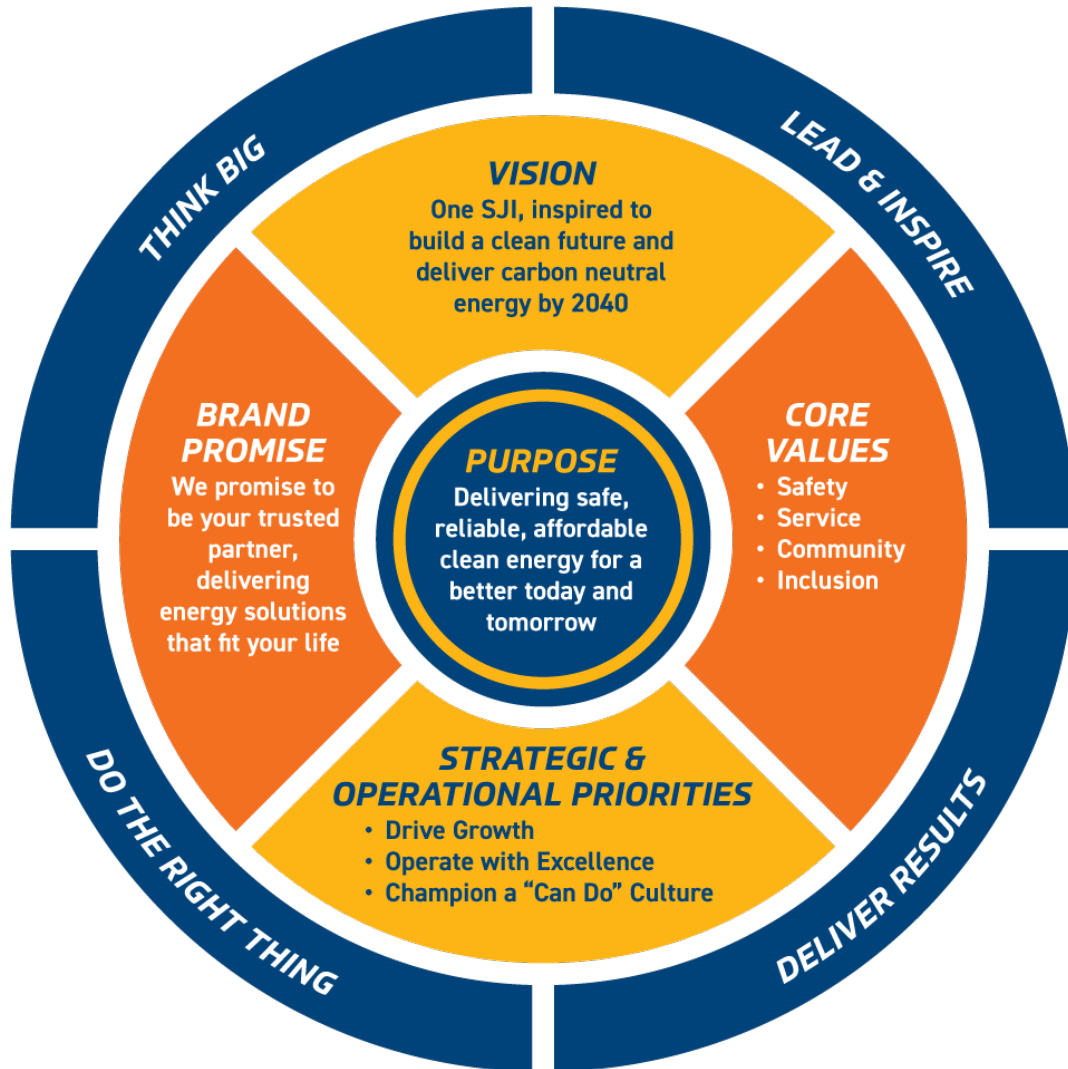 THINK BIG
LEAD & INSPIRE
VISION
One SJI, inspired to
build a clean future and
deliver carbon neutral
energy by 2040
BRAND
PROMISE
We promise to
be your trusted
partner,
delivering
energy solutions
that fit your life
PURPOSE
Delivering safe,
reliable, affordable
clean energy for a
better today and
tomorrow
CORE
VALUES
• Safety
• Service
• Community
• Inclusion
STRATEGIC &
OPERATIONAL PRIORITIES
• Drive Growth
• Operate with Excellence
• Champion a “Can Do” Culture
DO THE RIGHT THING
DELIVER RESULTS